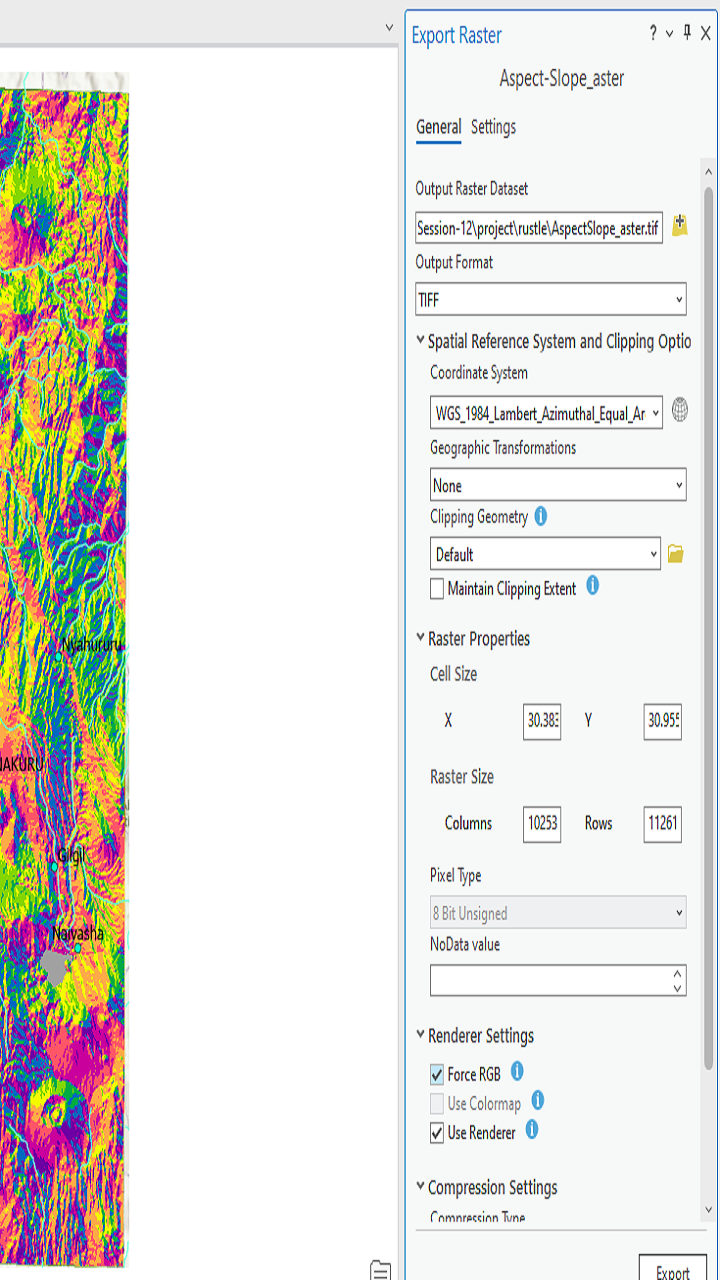 Export Raster
?
Aspect-Slope_aster
General Settings
Output Raster Dataset
Session-12\project\rustle\AspectSlope_aster.tif
Output Format
TIFF
Spatial Reference System and Clipping Optio
Coordinate System
WGS_1984_Lambert_Azimuthal_Equal_Ar
Geographic Transformations
None
Clipping Geometry
Default
Maintain Clipping Extent
Raster Properties
Cell Size
X 30.383 Y 30.955
Raster Size
Columns 10253 Rows 11261
Pixel Type
8 Bit Unsigned
NoData value
Renderer Settings
Force RGB
Use Colormap
Use Renderer
Compression Settings
Compression Type
Export
Nyahururu
NAKURU
Gilgil
Naivasha